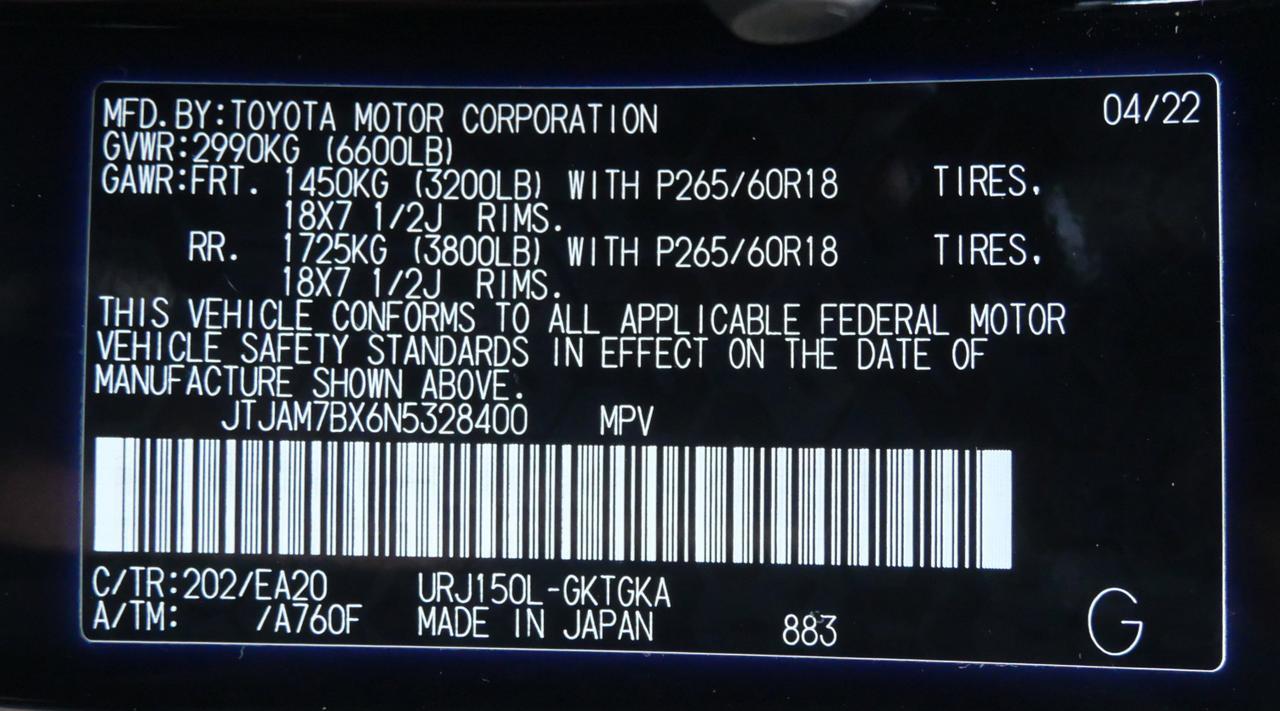 MFD.BY:TOYOTA MOTOR CORPORATION 04/22
GVWR:2990KG (6600LB)
GAWR:FRT. 1450KG (3200LB) WITH P265/60R18 TIRES.
18X7 1/2J RIMS.
RR. 1725KG (3800LB) WITH P265/60R18 TIRES.
18X7 1/2J RIMS.
THIS VEHICLE CONFORMS TO ALL APPLICABLE FEDERAL MOTOR
VEHICLE SAFETY STANDARDS IN EFFECT ON THE DATE OF
MANUFACTURE SHOWN ABOVE.
JTJAM7BX6N5328400 MPV
C/TR:202/EA20 URJ150L-GKTGKA
A/TM: /A760F MADE IN JAPAN 883 G